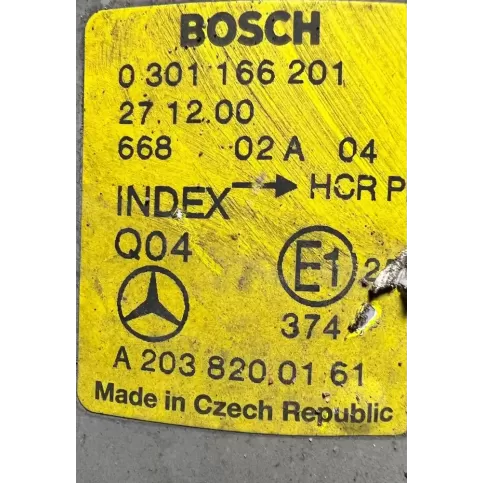 BOSCH
0 301 166 201
27.12.00
668 02 A 04
INDEX → HCR P
Q04
E1
374
A 203 820 01 61
Made in Czech Republic